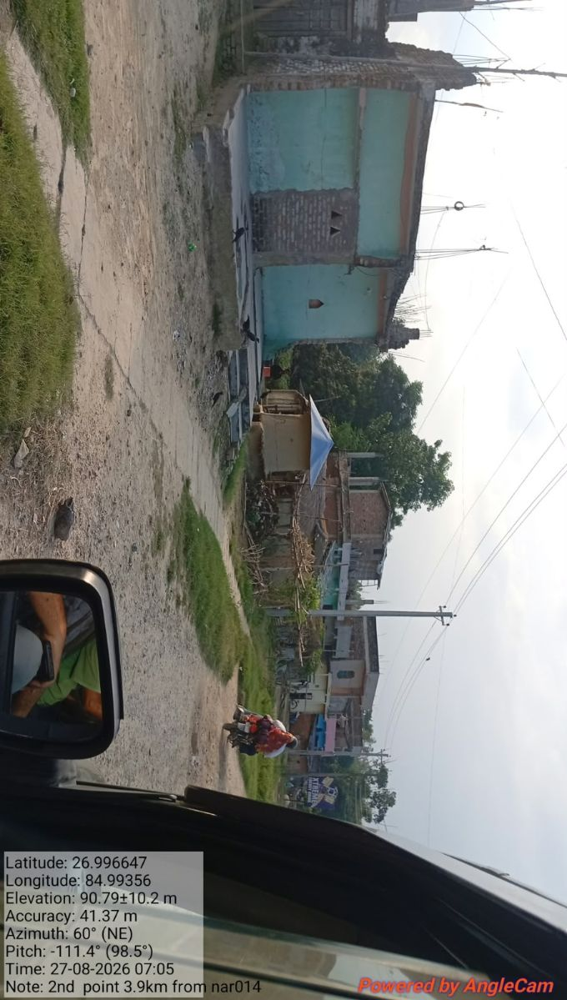 Latitude: 26.996647
Longitude: 84.99356
Elevation: 90.79±10.2 m
Accuracy: 41.37 m
Azimuth: 60° (NE)
Pitch: -111.4° (98.5°)
Time: 27-08-2026 07:05
Note: 2nd point 3.9km from nar014
Powered by AngleCam